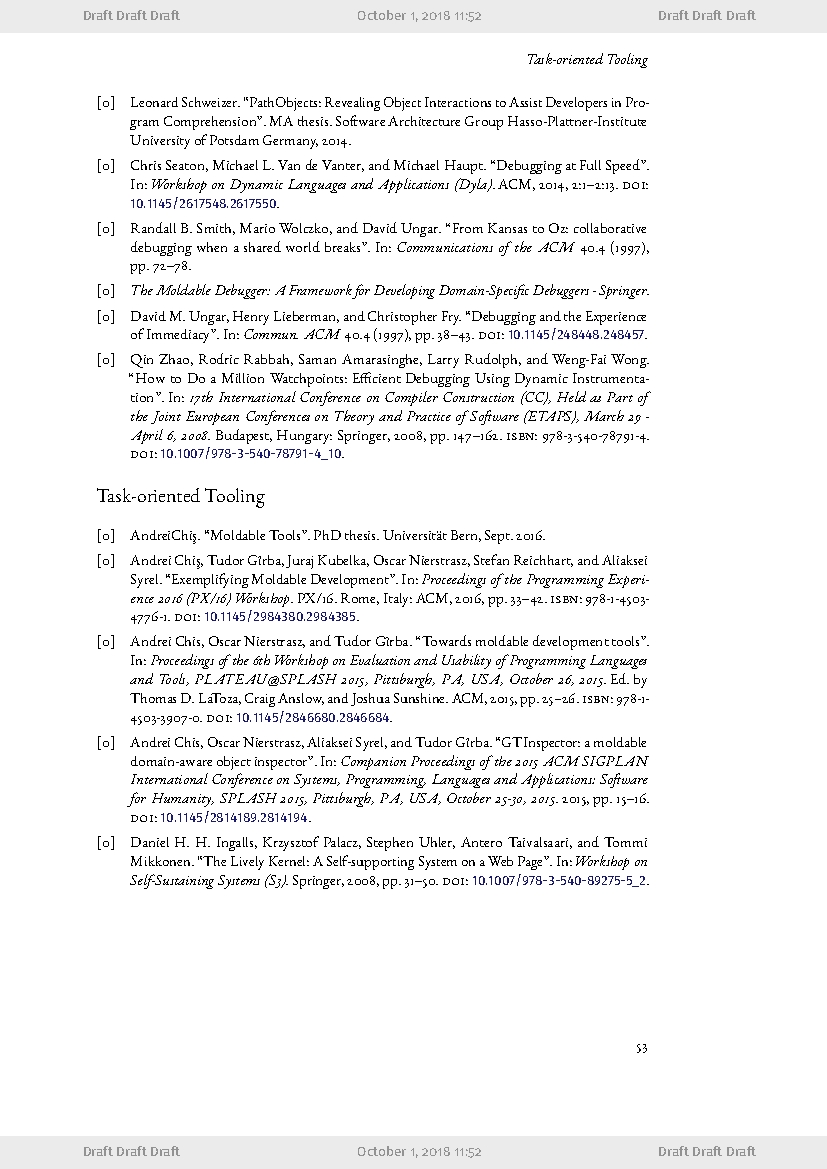 Draft Draft Draft October 1, 2018 11:52 Draft Draft Draft
Task-oriented Tooling
[0] Leonard Schweizer. “PathObjects: Revealing Object Interactions to Assist Developers in Pro-
gram Comprehension”. MA thesis. Software Architecture Group Hasso-Plattner-Institute
University of Potsdam Germany, 2014.
[0] Chris Seaton, Michael L. Van de Vanter, and Michael Haupt. “Debugging at Full Speed”.
In: Workshop on Dynamic Languages and Applications (Dyla). ACM, 2014, 2:1–2:13. DOI:
10.1145/2617548.2617550.
[0] Randall B. Smith, Mario Wolczko, and David Ungar. “From Kansas to Oz: collaborative
debugging when a shared world breaks”. In: Communications of the ACM 40.4 (1997),
pp. 72–78.
[0] The Moldable Debugger: A Framework for Developing Domain-Specific Debuggers - Springer.
[0] David M. Ungar, Henry Lieberman, and Christopher Fry. “Debugging and the Experience
of Immediacy”. In: Commun. ACM 40.4 (1997), pp. 38–43. DOI: 10.1145/248448.248457.
[0] Qin Zhao, Rodric Rabbah, Saman Amarasinghe, Larry Rudolph, and Weng-Fai Wong.
“How to Do a Million Watchpoints: Efficient Debugging Using Dynamic Instrumenta-
tion”. In: 17th International Conference on Compiler Construction (CC), Held as Part of
the Joint European Conferences on Theory and Practice of Software (ETAPS), March 29 -
April 6, 2008. Budapest, Hungary: Springer, 2008, pp. 147–162. ISBN: 978-3-540-78791-4.
DOI: 10.1007/978-3-540-78791-4_10.
Task-oriented Tooling
[0] AndreiChiş. “Moldable Tools”. PhD thesis. Universität Bern, Sept. 2016.
[0] Andrei Chiş, Tudor Gîrba, Juraj Kubelka, Oscar Nierstrasz, Stefan Reichhart, and Aliaksei
Syrel. “Exemplifying Moldable Development”. In: Proceedings of the Programming Experi-
ence 2016 (PX/16) Workshop. PX/16. Rome, Italy: ACM, 2016, pp. 33–42. ISBN: 978-1-4503-
4776-1. DOI: 10.1145/2984380.2984385.
[0] Andrei Chis, Oscar Nierstrasz, and Tudor Gîrba. “Towards moldable development tools”.
In: Proceedings of the 6th Workshop on Evaluation and Usability of Programming Languages
and Tools, PLATEAU@SPLASH 2015, Pittsburgh, PA, USA, October 26, 2015. Ed. by
Thomas D. LaToza, Craig Anslow, and Joshua Sunshine. ACM, 2015, pp. 25–26. ISBN: 978-1-
4503-3907-0. DOI: 10.1145/2846680.2846684.
[0] Andrei Chis, Oscar Nierstrasz, Aliaksei Syrel, and Tudor Gîrba. “GTInspector: a moldable
domain-aware object inspector”. In: Companion Proceedings of the 2015 ACM SIGPLAN
International Conference on Systems, Programming, Languages and Applications: Software
for Humanity, SPLASH 2015, Pittsburgh, PA, USA, October 25-30, 2015. 2015, pp. 15–16.
DOI: 10.1145/2814189.2814194.
[0] Daniel H. H. Ingalls, Krzysztof Palacz, Stephen Uhler, Antero Taivalsaari, and Tommi
Mikkonen. “The Lively Kernel: A Self-supporting System on a Web Page”. In: Workshop on
Self-Sustaining Systems (S3). Springer, 2008, pp. 31–50. DOI: 10.1007/978-3-540-89275-5_2.
53
Draft Draft Draft October 1, 2018 11:52 Draft Draft Draft